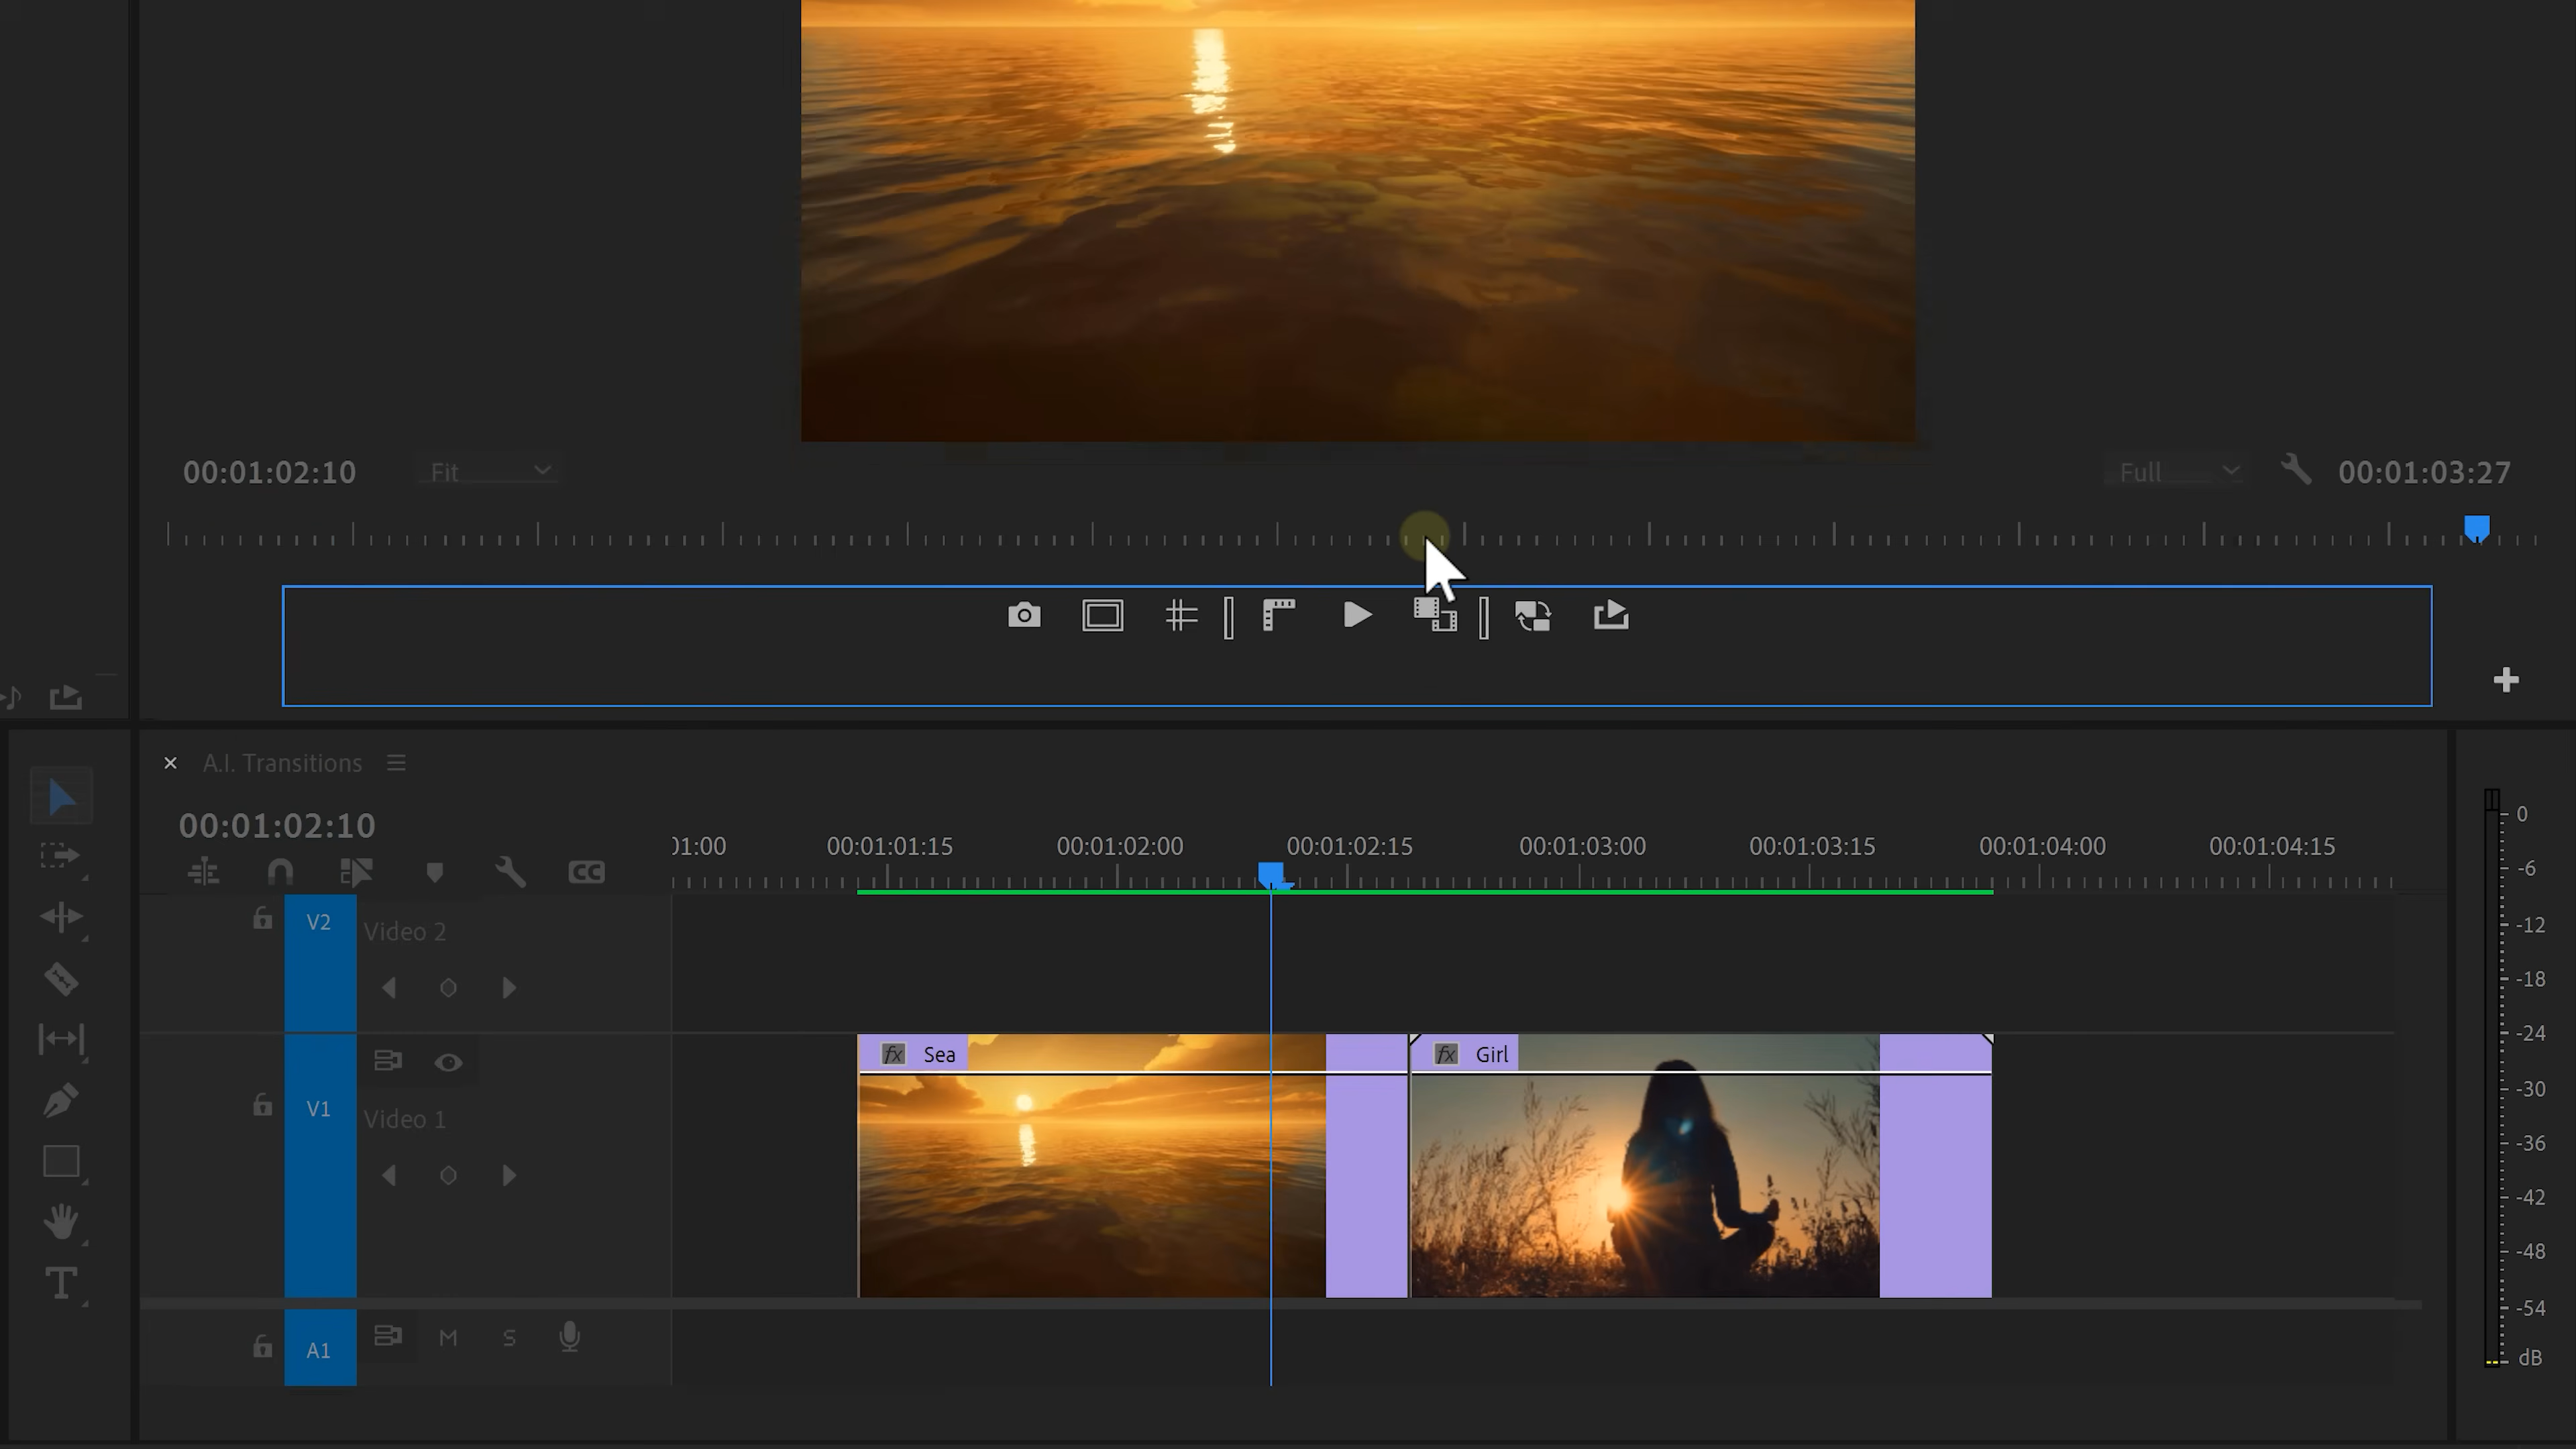 00:01:02:10
Fit
Full
00:01:03:27
A.I. Transitions
00:01:02:10
01:00
00:01:01:15
00:01:02:00
00:01:02:15
00:01:03:00
00:01:03:15
00:01:04:00
00:01:04:15
CC
V2
Video 2
fx Sea
fx Girl
V1
Video 1
T
A1
M
S
0
-6
-12
-18
-24
-30
-36
-42
-48
-54
dB